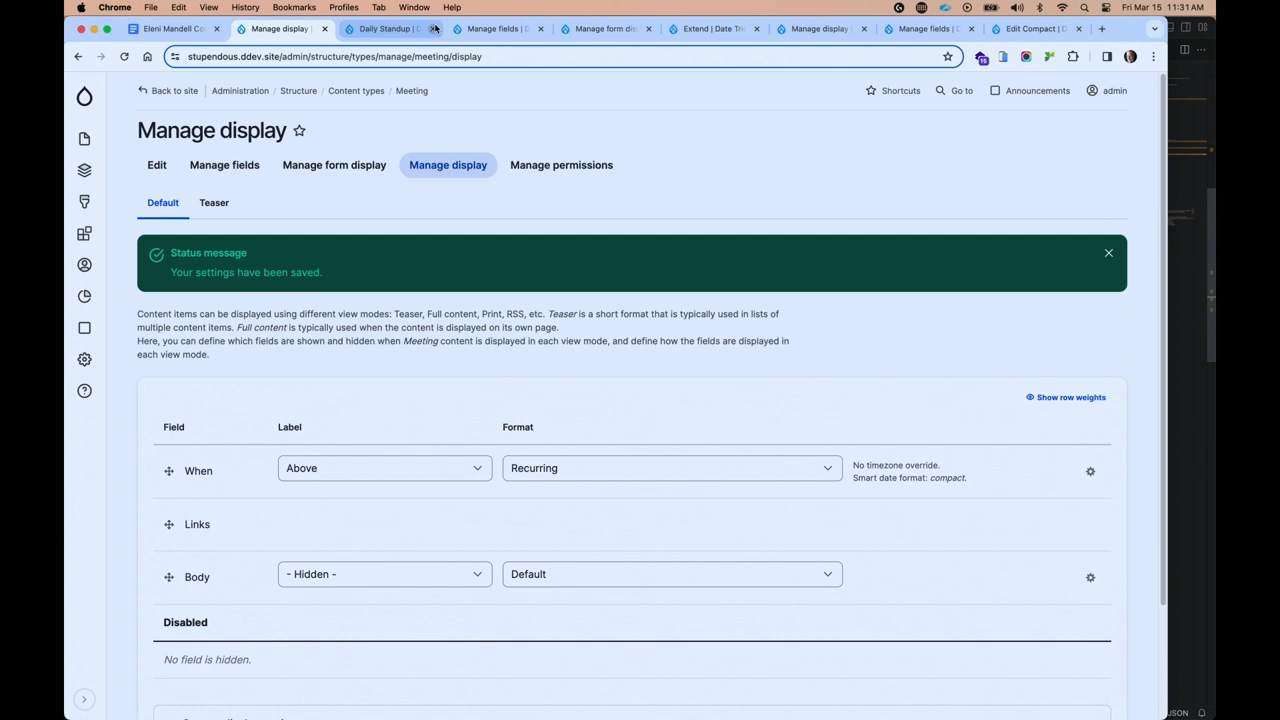 Chrome File Edit View History Bookmarks Profiles Tab Window Help Fri Mar 15 11:31 AM
Eleni Mandell Co Manage display | Daily Standup | D Manage fields | D Manage form dis Extend | Date Tri Manage display | Manage fields | D Edit Compact | D
stupendous.ddev.site/admin/structure/types/manage/meeting/display
15
Back to site Administration / Structure / Content types / Meeting Shortcuts Go to Announcements admin
Manage display
Edit Manage fields Manage form display Manage display Manage permissions
Default Teaser
Status message
Your settings have been saved.
Content items can be displayed using different view modes: Teaser, Full content, Print, RSS, etc. Teaser is a short format that is typically used in lists of
multiple content items. Full content is typically used when the content is displayed on its own page.
Here, you can define which fields are shown and hidden when Meeting content is displayed in each view mode, and define how the fields are displayed in
each view mode.
Show row weights
Field Label Format
When Above Recurring No timezone override.
Smart date format: compact.
Links
Body - Hidden - Default
Disabled
No field is hidden.
JSON